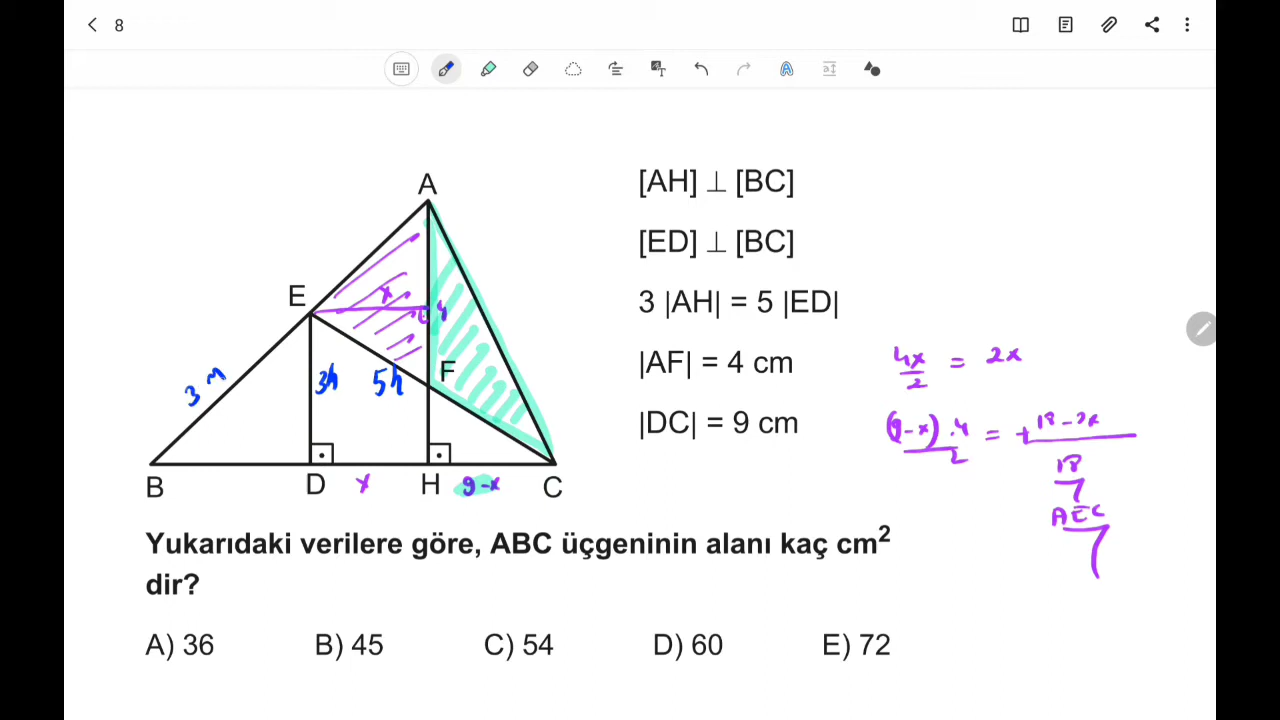 8
A
[AH] ⊥ [BC]
[ED] ⊥ [BC]
E
x
4
3 |AH| = 5 |ED|
3m
3h
5h
F
|AF| = 4 cm
4x/2 = 2x
|DC| = 9 cm
(9-x).4/2 = 18-2x
+
18
AEC
B
D
x
H
9-x
C
Yukarıdaki verilere göre, ABC üçgeninin alanı kaç cm²
dir?
A) 36 B) 45 C) 54 D) 60 E) 72